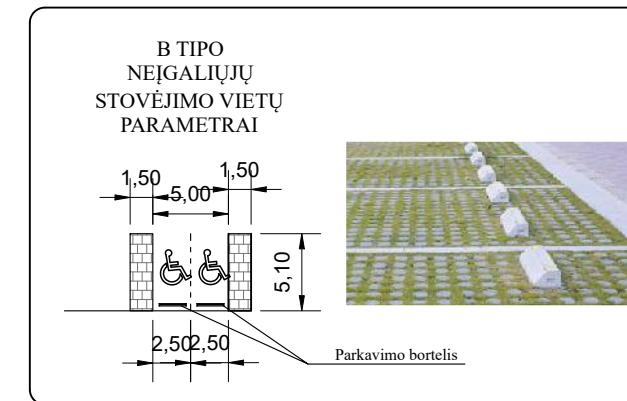 B TIPO
NEĮGALIŲJŲ
STOVĖJIMO VIETŲ
PARAMETRAI
1,50
5,00
1,50
5,10
2,50
2,50
Parkavimo bortelis